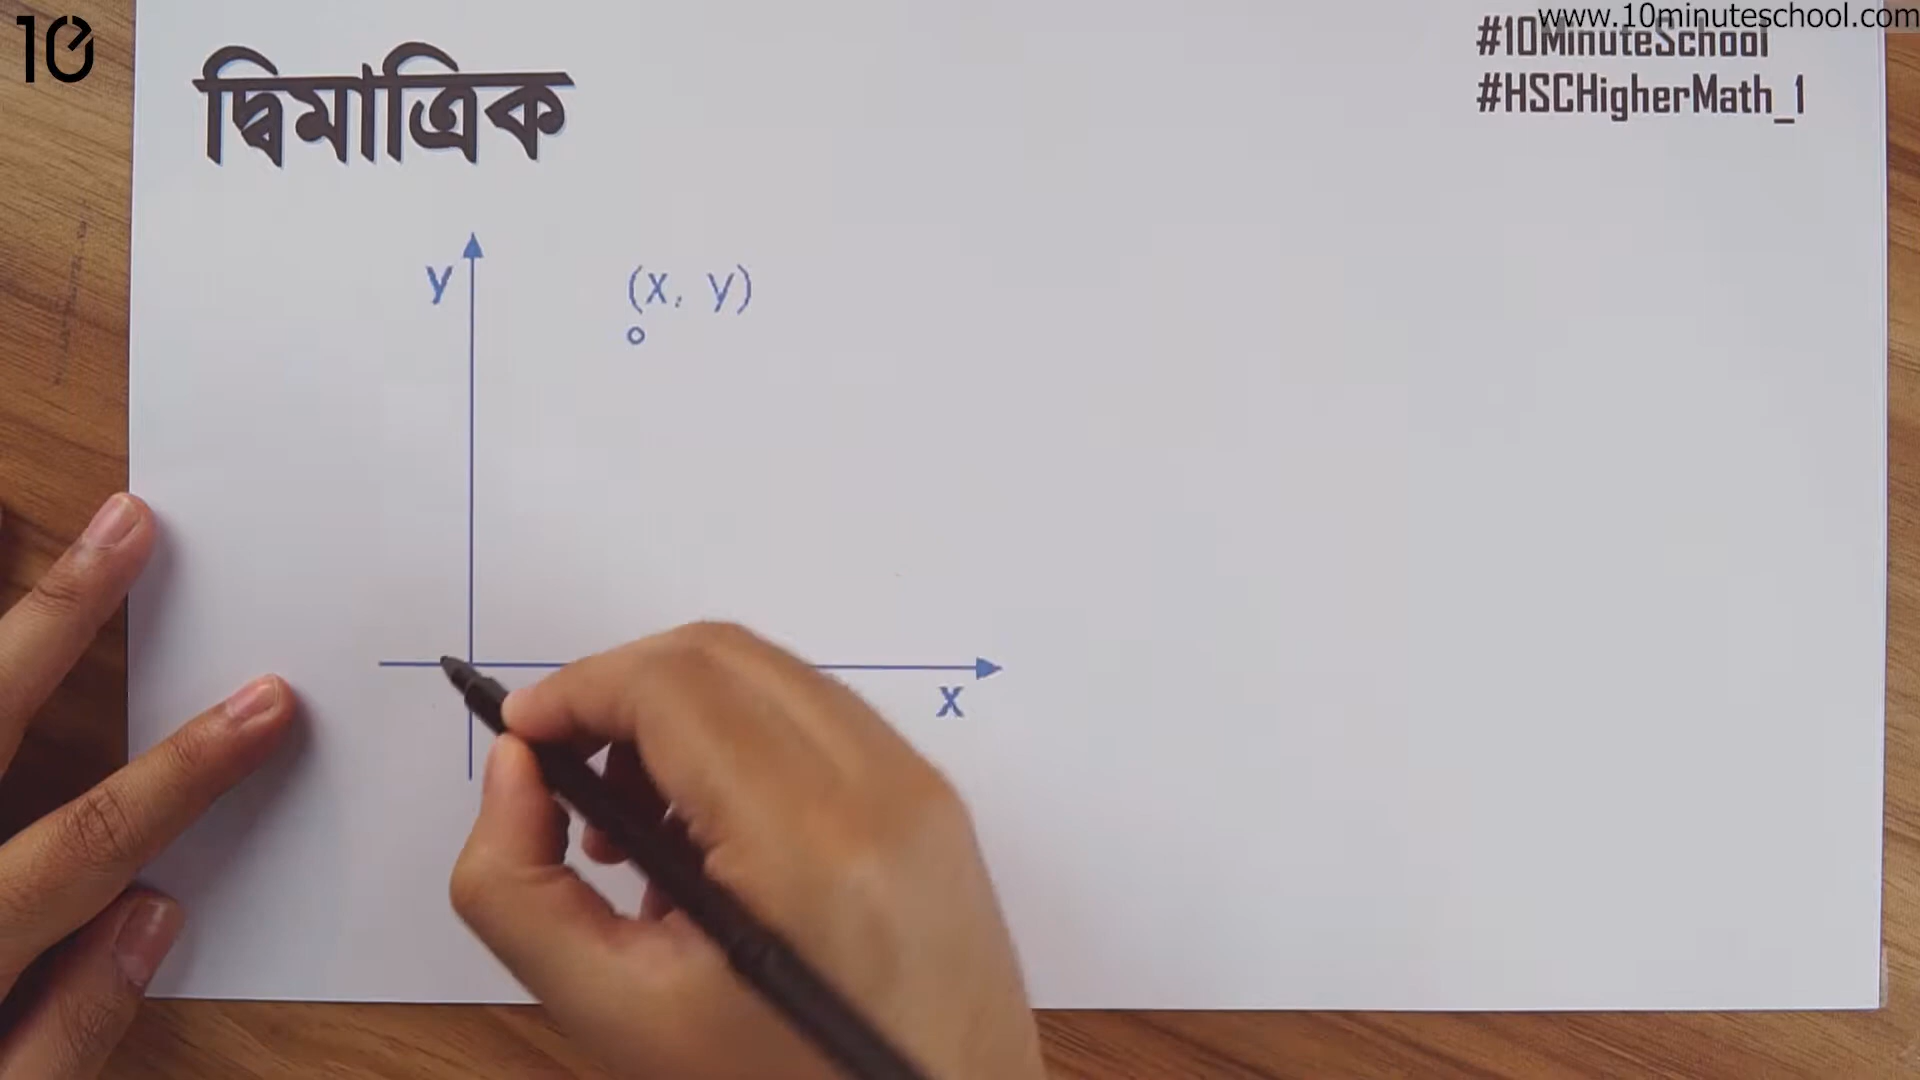 10
www.10minuteschool.com
#10MinuteSchool
#HSCHigherMath_1
দ্বিমাত্রিক
y
(x, y)
x